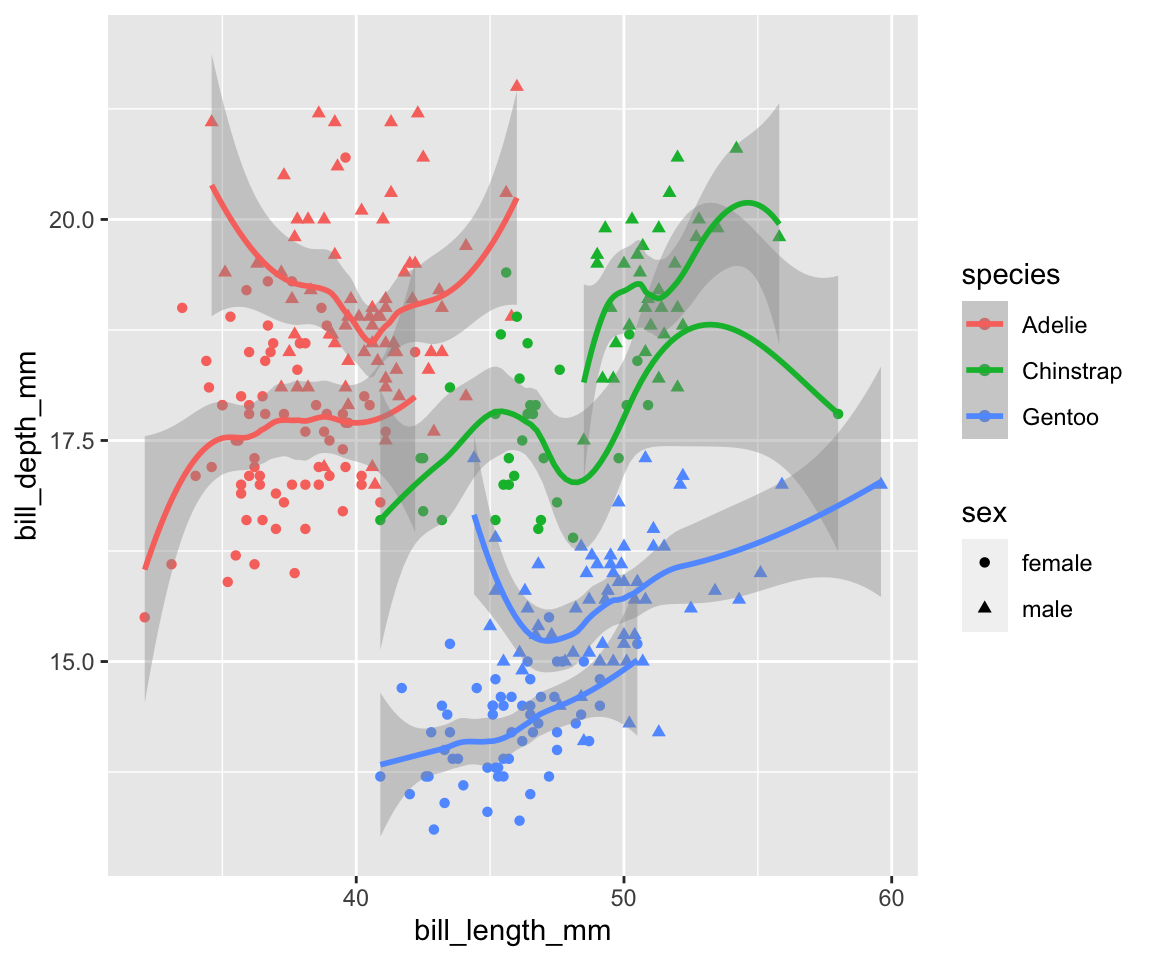 20.0
17.5
15.0
bill_depth_mm
40
50
60
bill_length_mm
species
Adelie
Chinstrap
Gentoo
sex
female
male